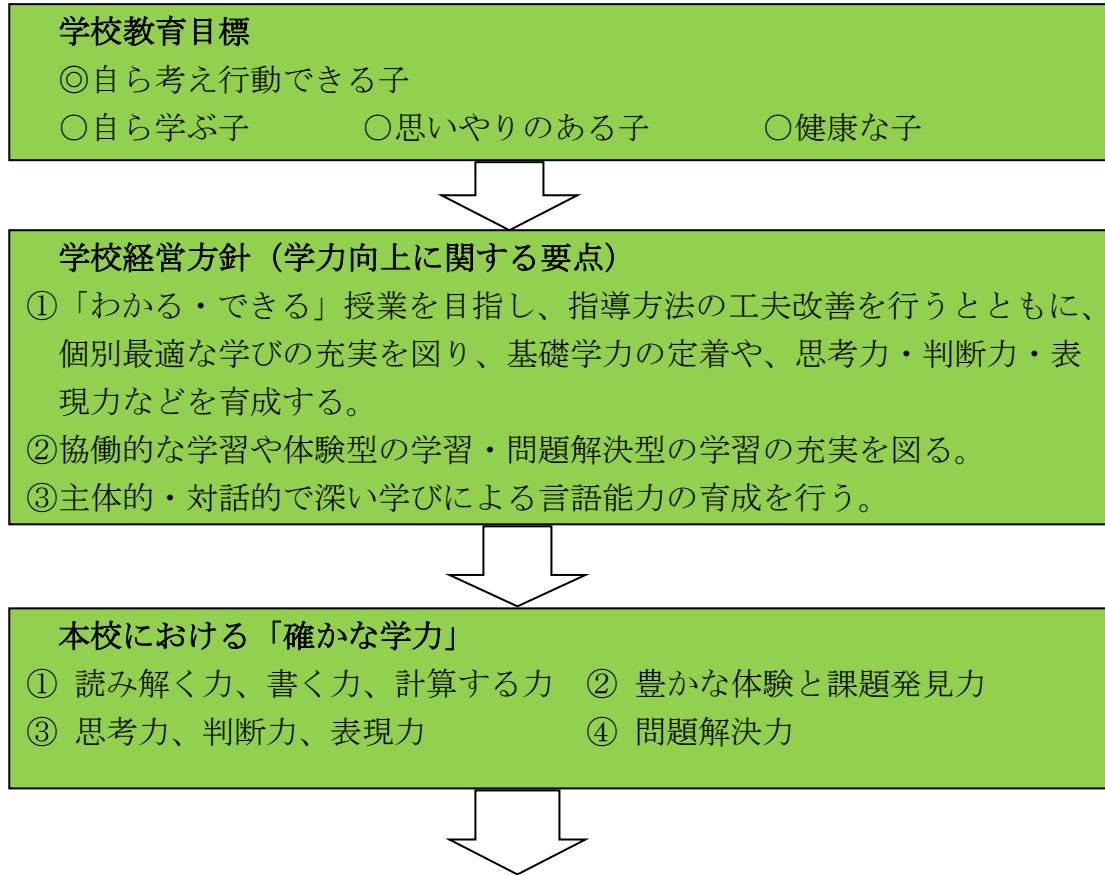 学校教育目標
◎自ら考え行動できる子
○自ら学ぶ子　○思いやりのある子　○健康な子
学校経営方針（学力向上に関する要点）
①「わかる・できる」授業を目指し、指導方法の工夫改善を行うとともに、
個別最適な学びの充実を図り、基礎学力の定着や、思考力・判断力・表
現力などを育成する。
②協働的な学習や体験型の学習・問題解決型の学習の充実を図る。
③主体的・対話的で深い学びによる言語能力の育成を行う。
本校における「確かな学力」
① 読み解く力、書く力、計算する力　② 豊かな体験と課題発見力
③ 思考力、判断力、表現力　④ 問題解決力